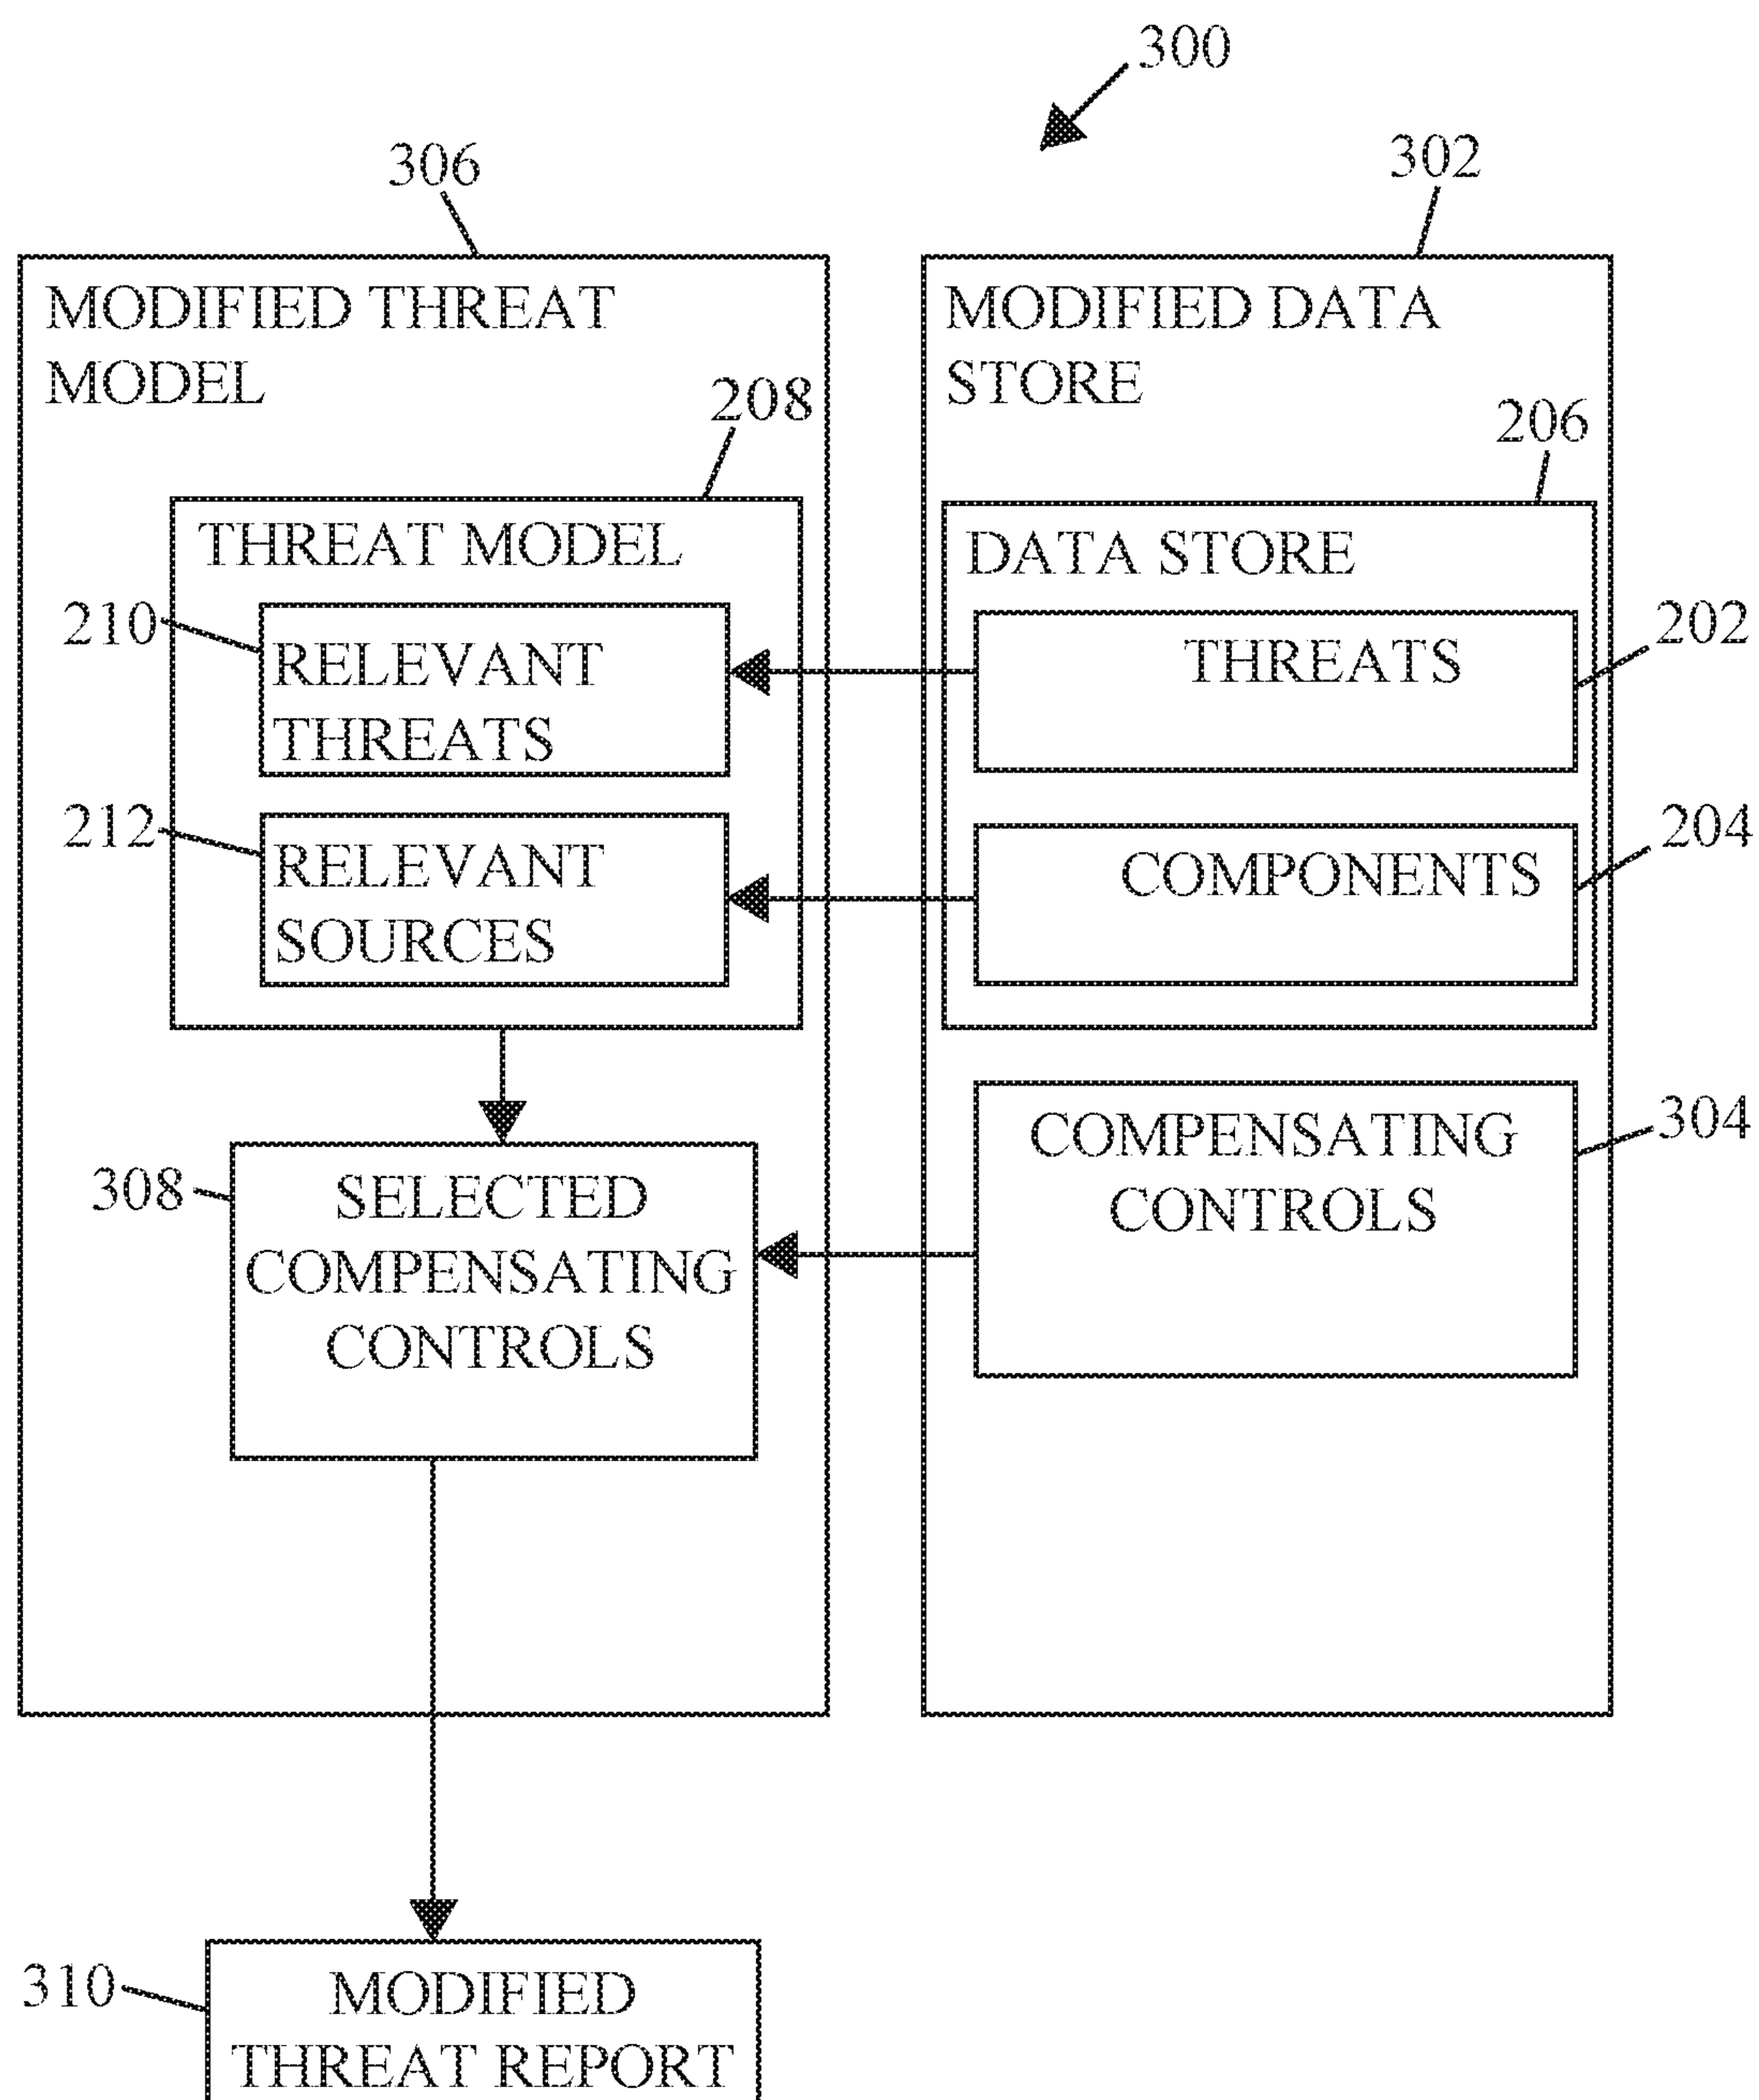 300
306
302
MODIFIED THREAT
MODEL
MODIFIED DATA
STORE
208
206
THREAT MODEL
DATA STORE
210
RELEVANT
THREATS
THREATS
202
212
RELEVANT
SOURCES
COMPONENTS
204
308
SELECTED
COMPENSATING
CONTROLS
COMPENSATING
CONTROLS
304
310
MODIFIED
THREAT REPORT